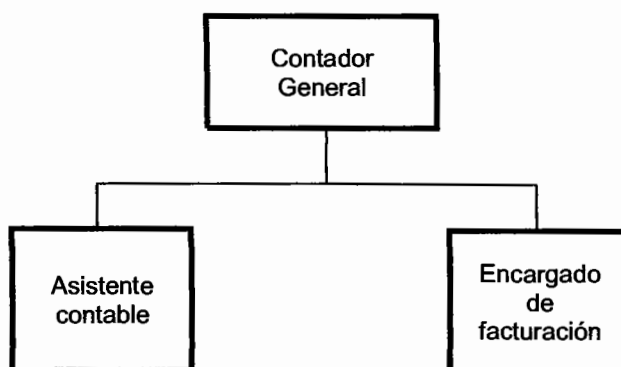 Contador
General
Asistente
contable
Encargado
de
facturación